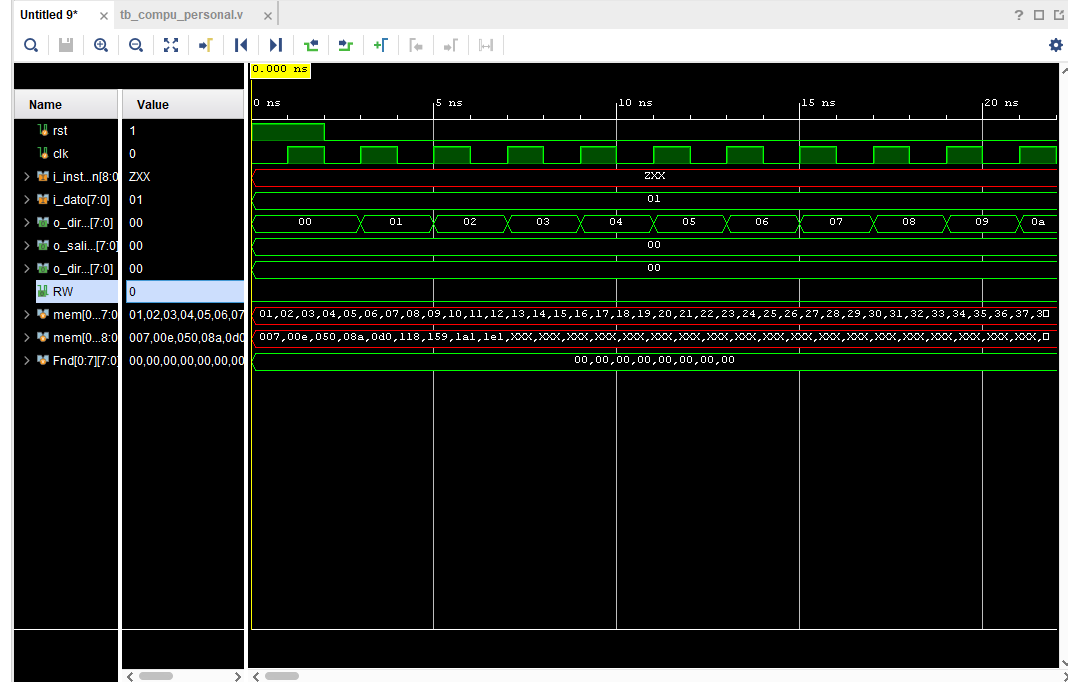 Untitled 9* × tb_compu_personal.v ×
0.000 ns
Name Value
0 ns 5 ns 10 ns 15 ns 20 ns
rst 1
clk 0
i_inst...n[8:0 ZXX ZXX
i_dato[7:0] 01 01
o_dir...[7:0] 00 00 01 02 03 04 05 06 07 08 09 0a
o_sali...[7:0] 00 00
o_dir...[7:0] 00 00
RW 0
mem[0...7:0 01,02,03,04,05,06,07 01,02,03,04,05,06,07,08,09,10,11,12,13,14,15,16,17,18,19,20,21,22,23,24,25,26,27,28,29,30,31,32,33,34,35,36,37,3
mem[0...8:0 007,00e,050,08a,0d0 007,00e,050,08a,0d0,118,159,1a1,1e1,XXX,XXX,XXX,XXX,XXX,XXX,XXX,XXX,XXX,XXX,XXX,XXX,XXX,XXX,XXX,XXX,XXX,XXX,XXX,
Fnd[0:7][7:0] 00,00,00,00,00,00,00 00,00,00,00,00,00,00,00